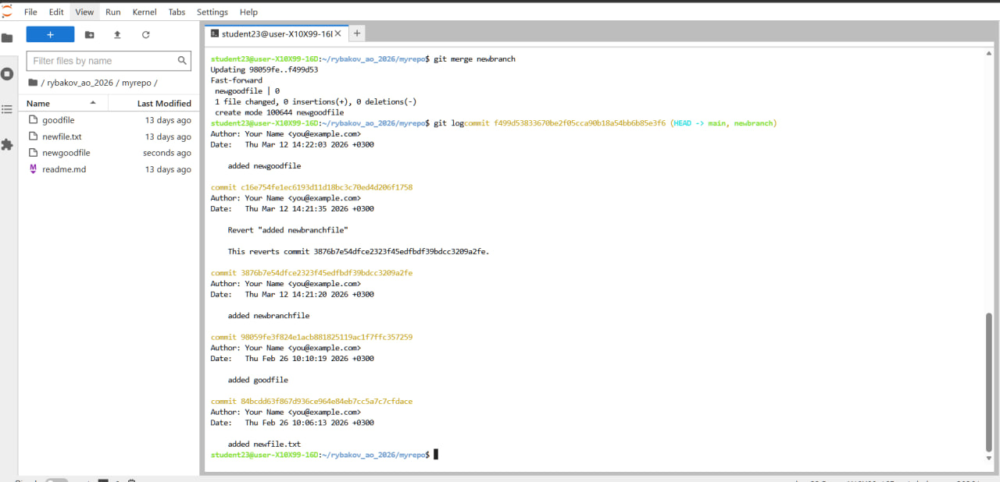 File Edit View Run Kernel Tabs Settings Help
+
student23@user-X10X99-16I × +
Filter files by name
/ rybakov_ao_2026 / myrepo /
Name Last Modified
goodfile 13 days ago
newfile.txt 13 days ago
newgoodfile seconds ago
M readme.md 13 days ago
student23@user-X10X99-16D:~/rybakov_ao_2026/myrepo$ git merge newbranch
Updating 98059fe..f499d53
Fast-forward
newgoodfile | 0
1 file changed, 0 insertions(+), 0 deletions(-)
create mode 100644 newgoodfile
student23@user-X10X99-16D:~/rybakov_ao_2026/myrepo$ git logcommit f499d53833670be2f05cca90b18a54bb6b85e3f6 (HEAD -> main, newbranch)
Author: Your Name <you@example.com>
Date:   Thu Mar 12 14:22:03 2026 +0300
added newgoodfile
commit c16e754fe1ec6193d11d18bc3c70ed4d206f1758
Author: Your Name <you@example.com>
Date:   Thu Mar 12 14:21:35 2026 +0300
Revert "added newbranchfile"
This reverts commit 3876b7e54dfce2323f45edfbdf39bdcc3209a2fe.
commit 3876b7e54dfce2323f45edfbdf39bdcc3209a2fe
Author: Your Name <you@example.com>
Date:   Thu Mar 12 14:21:20 2026 +0300
added newbranchfile
commit 98059fe3f824e1acb881825119ac1f7ffc357259
Author: Your Name <you@example.com>
Date:   Thu Feb 26 10:10:19 2026 +0300
added goodfile
commit 84bcdd63f867d936ce964e84eb7cc5a7c7cfdace
Author: Your Name <you@example.com>
Date:   Thu Feb 26 10:06:13 2026 +0300
added newfile.txt
student23@user-X10X99-16D:~/rybakov_ao_2026/myrepo$